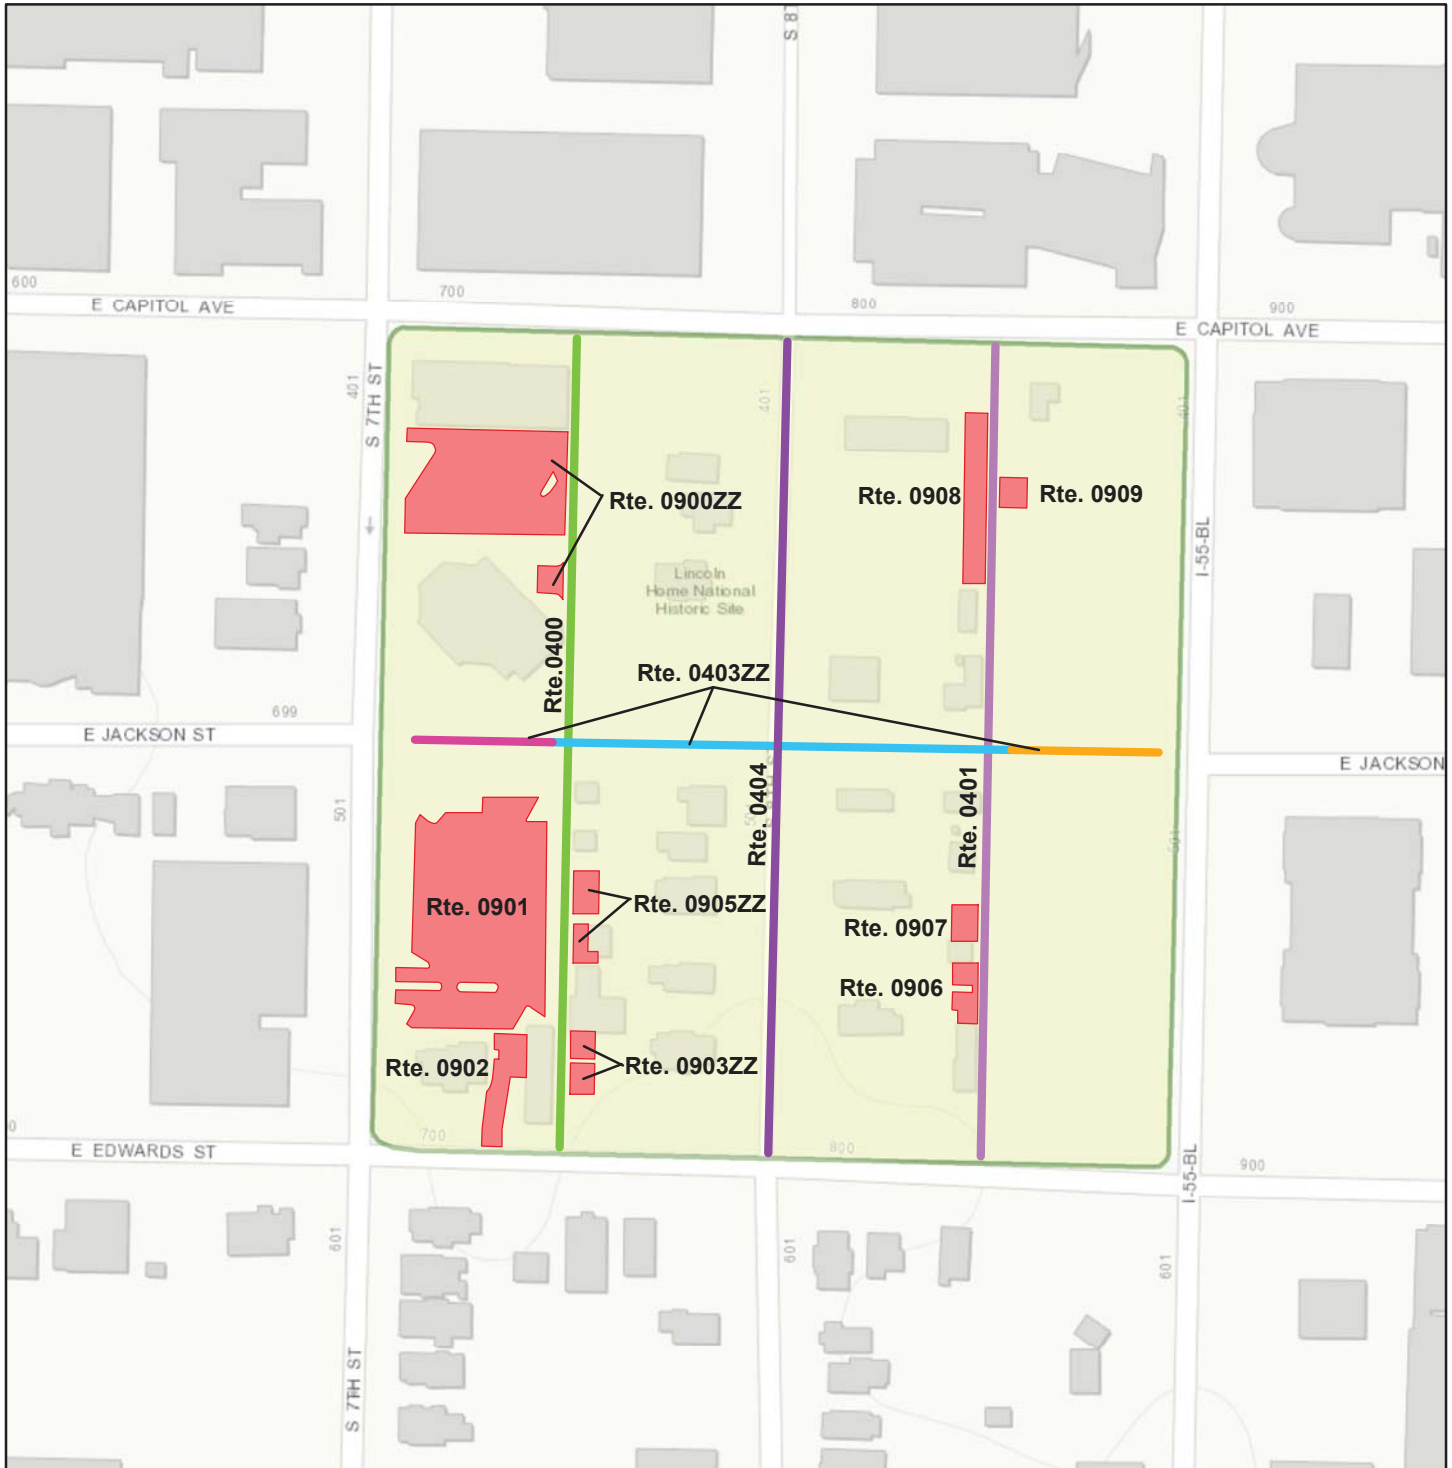 S 8T
600
E CAPITOL AVE
700
800
900
E CAPITOL AVE
401
S 7TH ST
401
401
Rte. 0900ZZ
Rte. 0908
Rte. 0909
I-55-BL
Lincoln
Home National
Historic Site
Rte.0400
Rte. 0403ZZ
699
E JACKSON ST
E JACKSON
501
Rte. 0404
Rte. 0401
501
Rte. 0901
Rte. 0905ZZ
Rte. 0907
Rte. 0906
Rte. 0902
Rte. 0903ZZ
0
700
800
E EDWARDS ST
900
I-55-BL
601
601
601
S 7TH ST